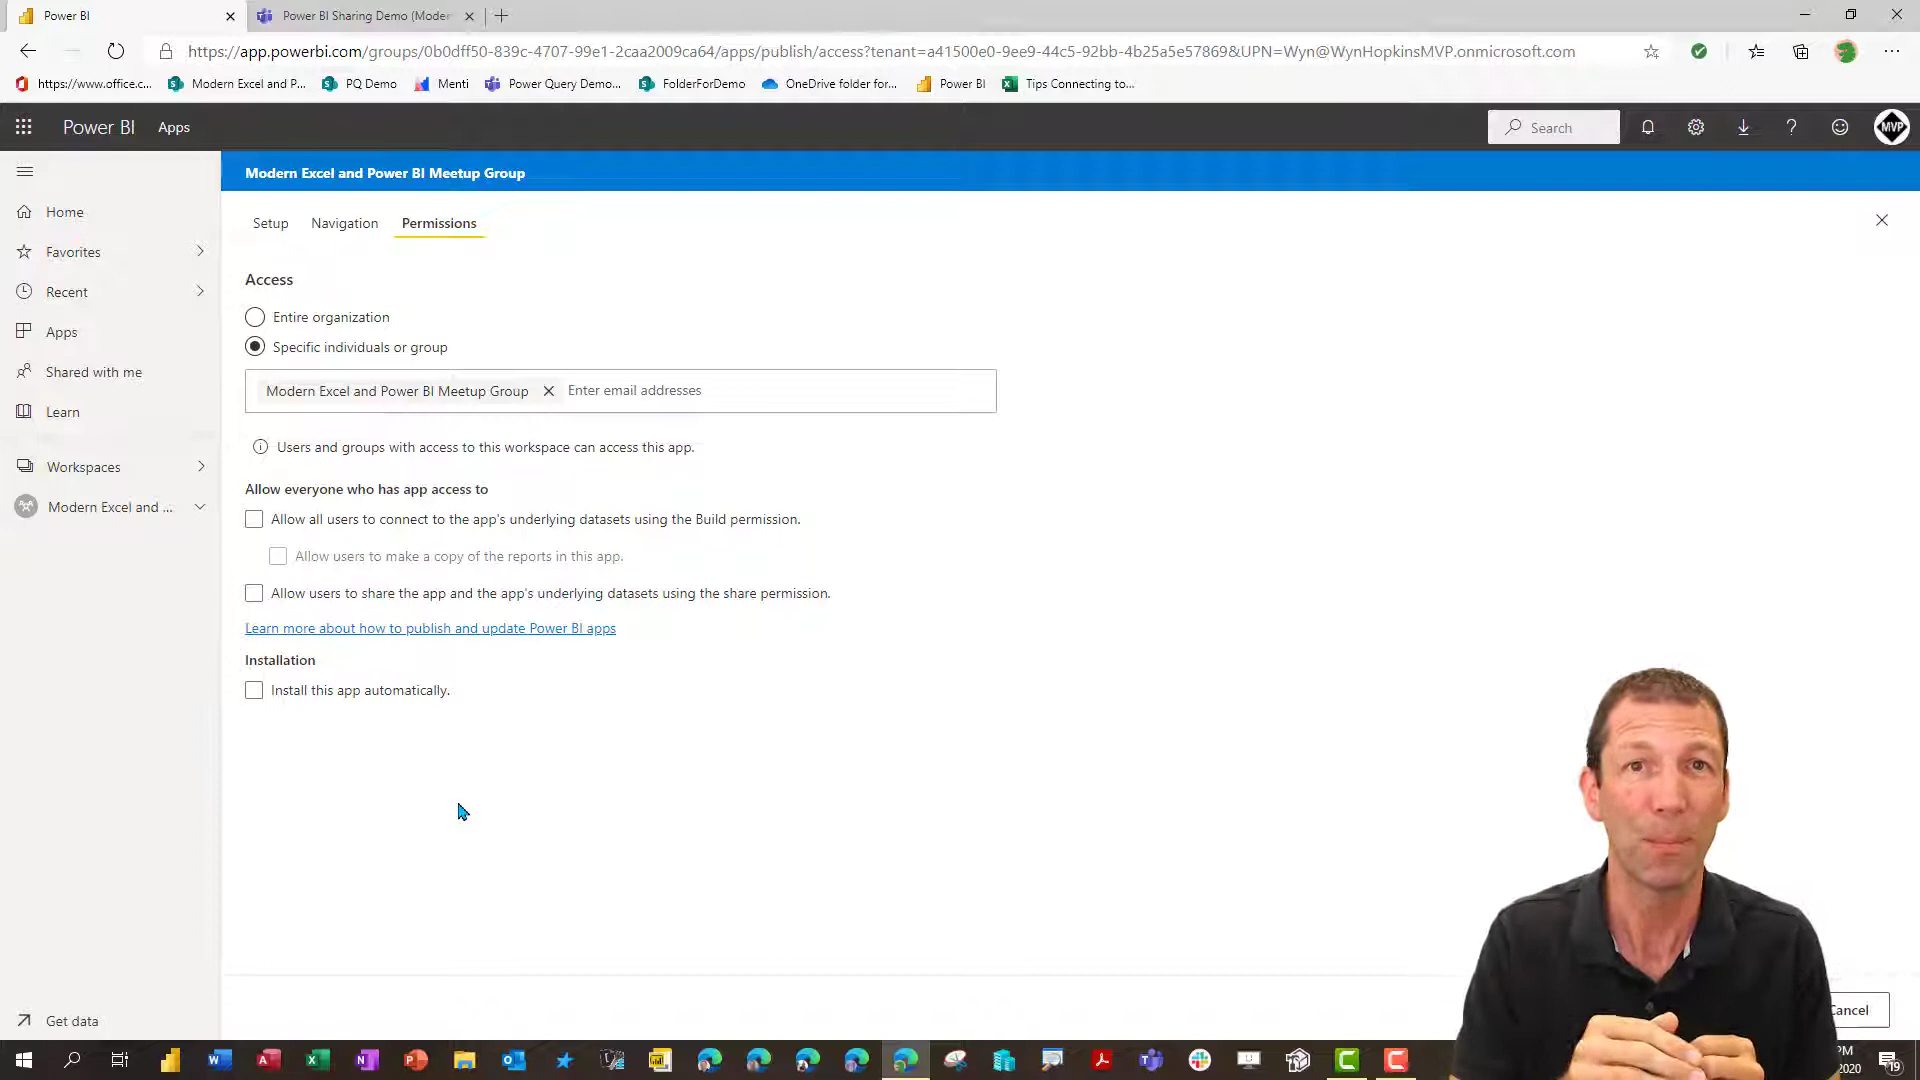 Power BI
Power BI Sharing Demo (Moder
https://app.powerbi.com/groups/0b0dff50-839c-4707-99e1-2caa2009ca64/apps/publish/access?tenant=a41500e0-9ee9-44c5-92bb-4b25a5e57869&UPN=Wyn@WynHopkinsMVP.onmicrosoft.com
https://www.office.c... Modern Excel and P... PQ Demo Menti Power Query Demo... FolderForDemo OneDrive folder for... Power BI Tips Connecting to...
Power BI Apps Search MVP
Modern Excel and Power BI Meetup Group
Setup Navigation Permissions
Home
Favorites
Recent
Apps
Shared with me
Learn
Workspaces
Modern Excel and ...
Get data
Access
Entire organization
Specific individuals or group
Modern Excel and Power BI Meetup Group Enter email addresses
Users and groups with access to this workspace can access this app.
Allow everyone who has app access to
Allow all users to connect to the app's underlying datasets using the Build permission.
Allow users to make a copy of the reports in this app.
Allow users to share the app and the app's underlying datasets using the share permission.
Learn more about how to publish and update Power BI apps
Installation
Install this app automatically.
Cancel
PM
2020
19